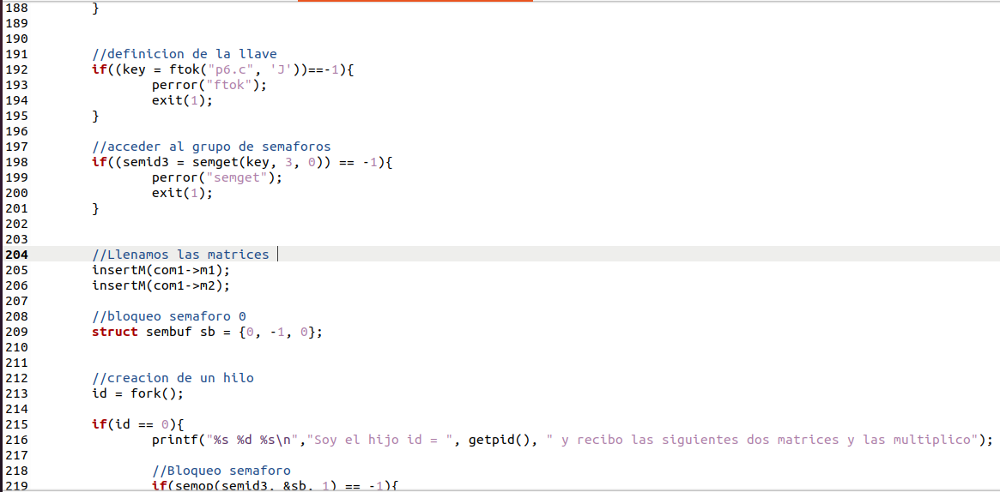 188 }
189
190
191 //definicion de la llave
192 if((key = ftok("p6.c", 'J'))==-1){
193 perror("ftok");
194 exit(1);
195 }
196
197 //acceder al grupo de semaforos
198 if((semid3 = semget(key, 3, 0)) == -1){
199 perror("semget");
200 exit(1);
201 }
202
203
204 //Llenamos las matrices
205 insertM(com1->m1);
206 insertM(com1->m2);
207
208 //bloqueo semaforo 0
209 struct sembuf sb = {0, -1, 0};
210
211
212 //creacion de un hilo
213 id = fork();
214
215 if(id == 0){
216 printf("%s %d %s\n","Soy el hijo id = ", getpid(), " y recibo las siguientes dos matrices y las multiplico");
217
218 //Bloqueo semaforo
219 if(semop(semid3, &sb, 1) == -1){